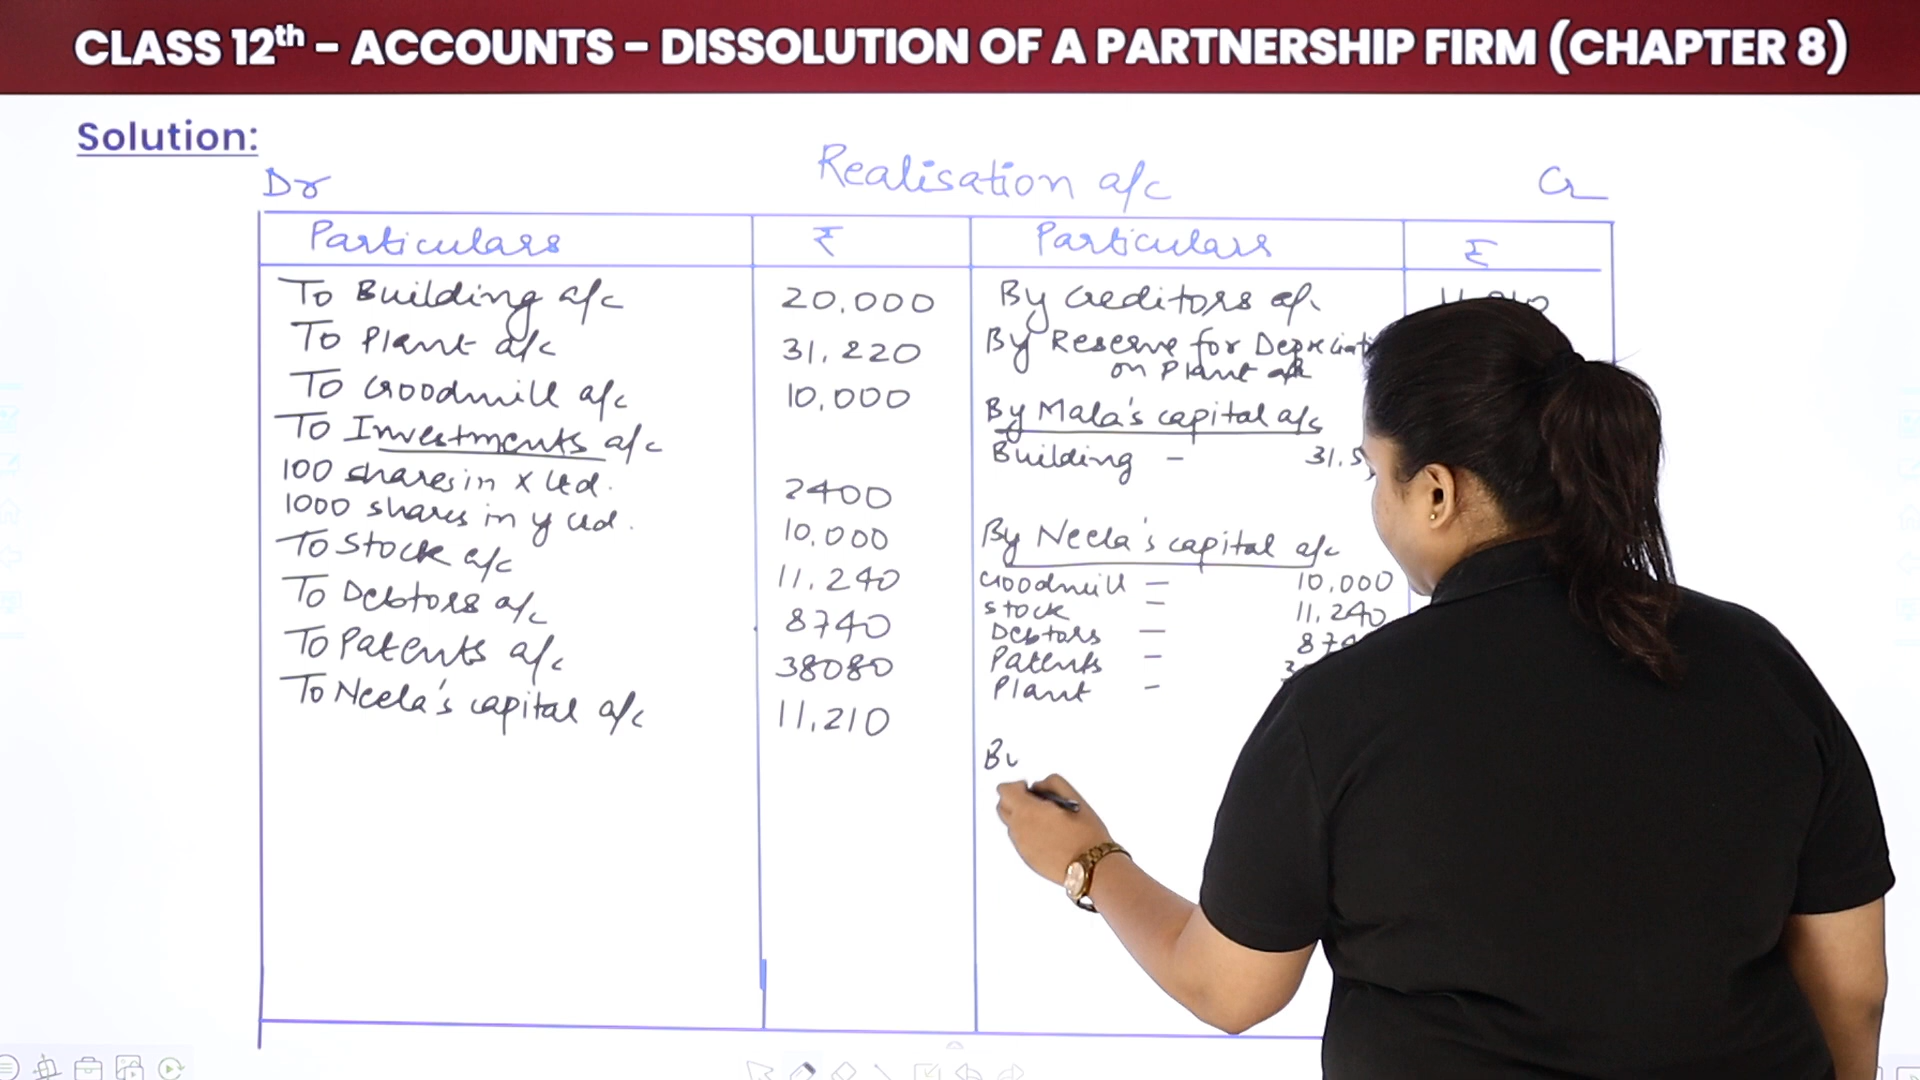 CLASS 12th – ACCOUNTS – DISSOLUTION OF A PARTNERSHIP FIRM (CHAPTER 8)
Solution:
Dr Realisation a/c Cr
Particulars ₹ Particulars ₹
To Building a/c 20,000 By Creditors a/c
To Plant a/c 31,220 By Reserve for
on Plant a/c
To Goodwill a/c 10,000 By Mala's capital a/c
To Investments a/c
Building –
100 shares in X Ltd. 2400
1000 shares in y Ltd. 10,000 By Neela's capital a/c
To Stock a/c 11,240 Goodwill – 10,000
Stock – 11,240
To Debtors a/c 8740 Debtors –
To Patents a/c 38080 Patents –
Plant –
To Neela's capital a/c 11,210